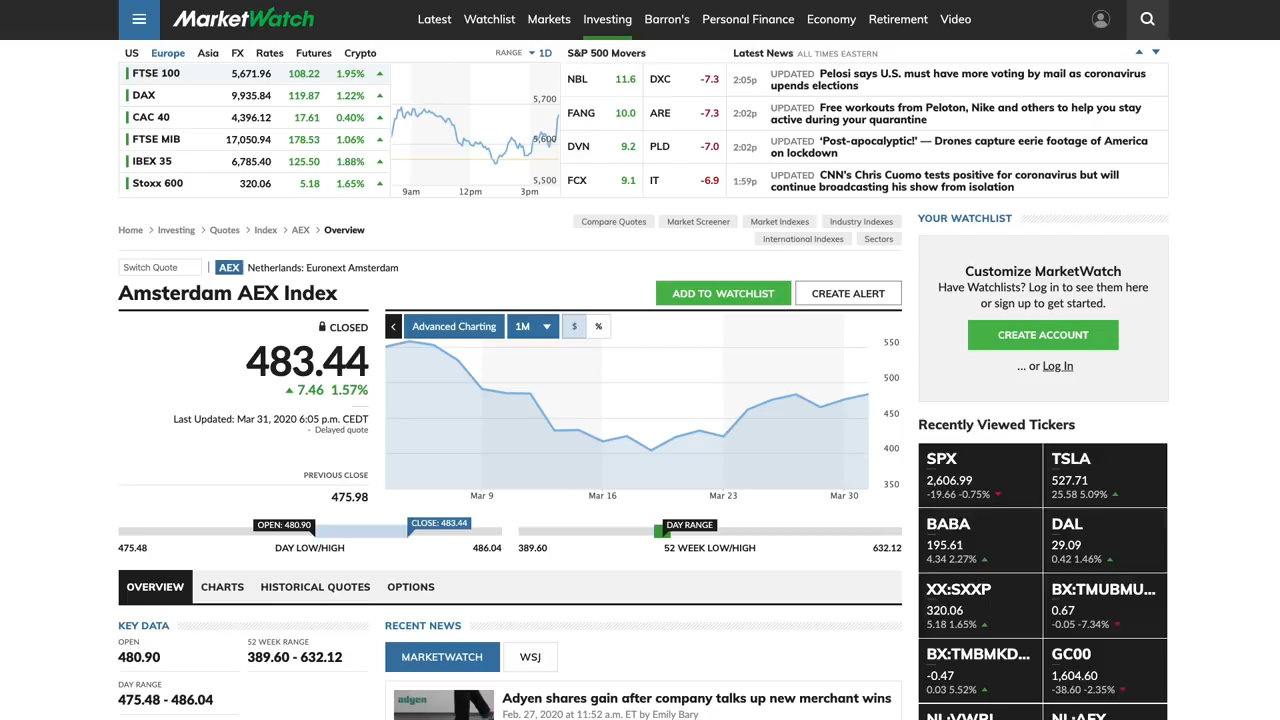 MarketWatch
Latest Watchlist Markets Investing Barron's Personal Finance Economy Retirement Video
US Europe Asia FX Rates Futures Crypto
FTSE 100 5,671.96 108.22 1.95%
DAX 9,935.84 119.87 1.22%
CAC 40 4,396.12 17.61 0.40%
FTSE MIB 17,050.94 178.53 1.06%
IBEX 35 6,785.40 125.50 1.88%
Stoxx 600 320.06 5.18 1.65%
RANGE 1D
5,700
5,600
5,500
9am 12pm 3pm
S&P 500 Movers
NBL 11.6 DXC -7.3
FANG 10.0 ARE -7.3
DVN 9.2 PLD -7.0
FCX 9.1 IT -6.9
Latest News ALL TIMES EASTERN
2:05p UPDATED Pelosi says U.S. must have more voting by mail as coronavirus
upends elections
2:02p UPDATED Free workouts from Peloton, Nike and others to help you stay
active during your quarantine
2:02p UPDATED ‘Post-apocalyptic!’ — Drones capture eerie footage of America
on lockdown
1:59p UPDATED CNN's Chris Cuomo tests positive for coronavirus but will
continue broadcasting his show from isolation
Home > Investing > Quotes > Index > AEX > Overview
Compare Quotes Market Screener Market Indexes Industry Indexes
International Indexes Sectors
Switch Quote | AEX Netherlands: Euronext Amsterdam
Amsterdam AEX Index
ADD TO WATCHLIST CREATE ALERT
CLOSED
483.44
7.46 1.57%
Last Updated: Mar 31, 2020 6:05 p.m. CEDT
- Delayed quote
PREVIOUS CLOSE
475.98
< Advanced Charting 1M $ %
550
500
450
400
350
Mar 9 Mar 16 Mar 23 Mar 30
OPEN: 480.90 CLOSE: 483.44
475.48 DAY LOW/HIGH 486.04
DAY RANGE
389.60 52 WEEK LOW/HIGH 632.12
OVERVIEW CHARTS HISTORICAL QUOTES OPTIONS
KEY DATA
OPEN 52 WEEK RANGE
480.90 389.60 - 632.12
DAY RANGE
475.48 - 486.04
RECENT NEWS
MARKETWATCH WSJ
adyen
Adyen shares gain after company talks up new merchant wins
Feb. 27, 2020 at 11:52 a.m. ET by Emily Bary
YOUR WATCHLIST
Customize MarketWatch
Have Watchlists? Log in to see them here
or sign up to get started.
CREATE ACCOUNT
... or Log In
Recently Viewed Tickers
SPX
2,606.99
-19.66 -0.75%
TSLA
527.71
25.58 5.09%
BABA
195.61
4.34 2.27%
DAL
29.09
0.42 1.46%
XX:SXXP
320.06
5.18 1.65%
BX:TMUBMU...
0.67
-0.05 -7.34%
BX:TMBMKD...
-0.47
0.03 5.52%
GC00
1,604.60
-38.60 -2.35%